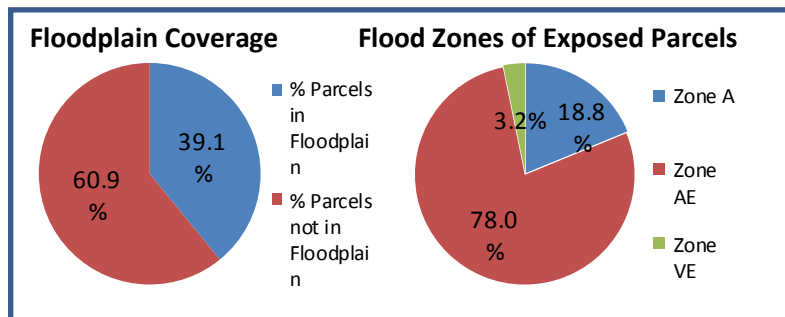 Floodplain Coverage
39.1
%
60.9
%
% Parcels
in
Floodplai
n
% Parcels
not in
Floodplai
n
Flood Zones of Exposed Parcels
3.2%
18.8
%
78.0
%
Zone A
Zone
AE
Zone
VE